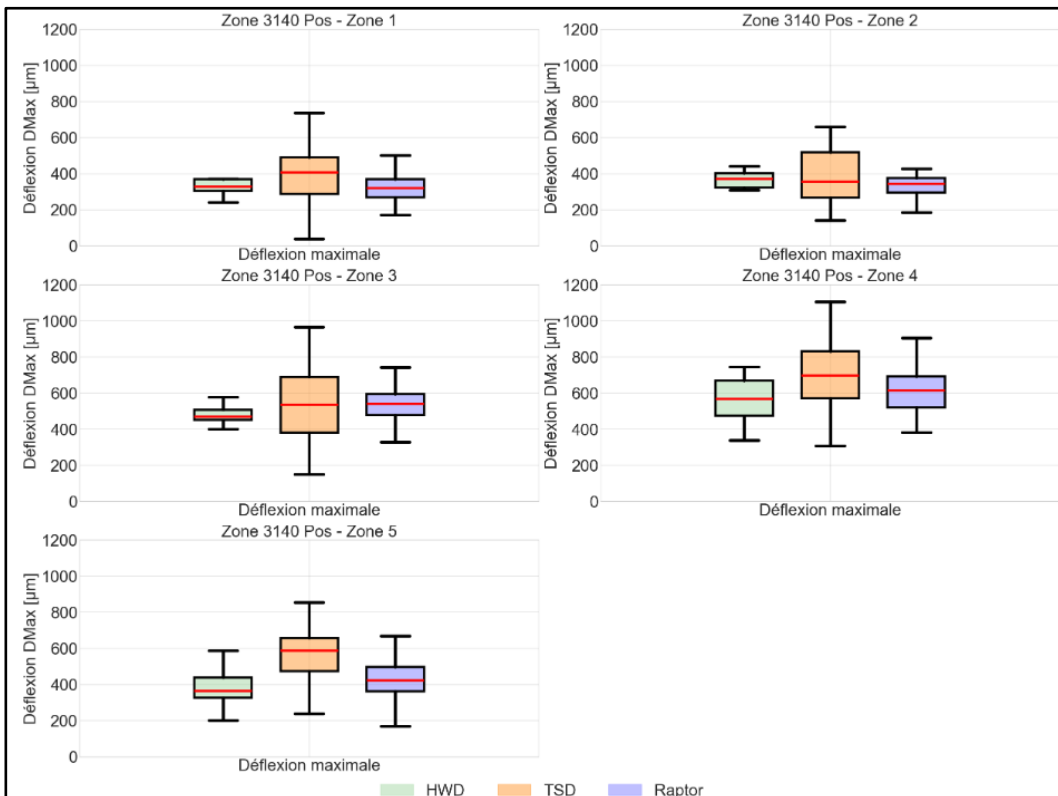 Zone 3140 Pos - Zone 1
Déflexion DMax [µm]
1200
1000
800
600
400
200
0
Déflexion maximale
Zone 3140 Pos - Zone 2
Déflexion DMax [µm]
1200
1000
800
600
400
200
0
Déflexion maximale
Zone 3140 Pos - Zone 3
Déflexion DMax [µm]
1200
1000
800
600
400
200
0
Déflexion maximale
Zone 3140 Pos - Zone 4
Déflexion DMax [µm]
1200
1000
800
600
400
200
0
Déflexion maximale
Zone 3140 Pos - Zone 5
Déflexion DMax [µm]
1200
1000
800
600
400
200
0
Déflexion maximale
HWD TSD Raptor